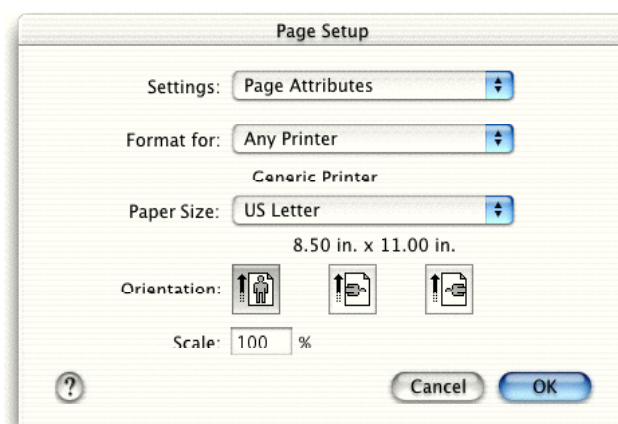 Page Setup
Settings: Page Attributes
Format for: Any Printer
Generic Printer
Paper Size: US Letter
8.50 in. x 11.00 in.
Orientation:
Scale: 100 %
? Cancel OK